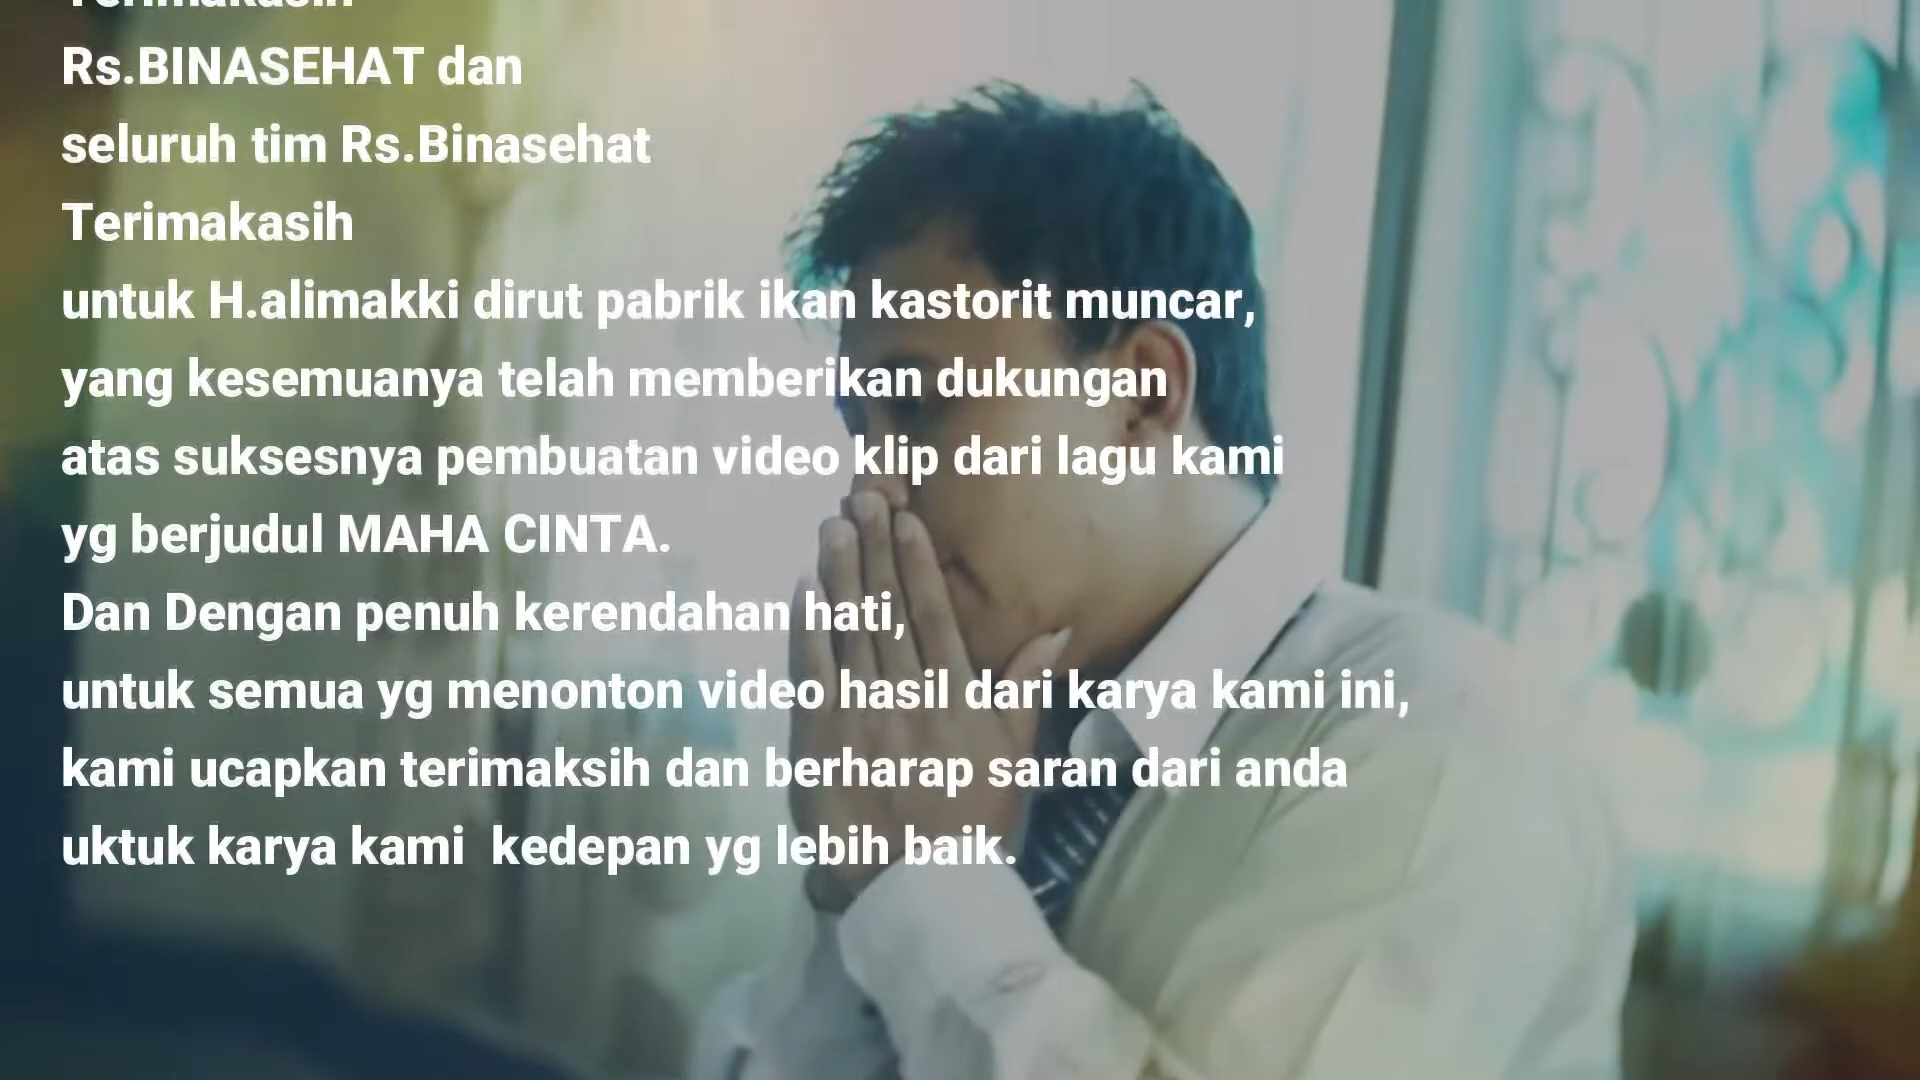 Terimakasih
Rs.BINASEHAT dan
seluruh tim Rs.Binasehat
Terimakasih
untuk H.alimakki dirut pabrik ikan kastorit muncar,
yang kesemuanya telah memberikan dukungan
atas suksesnya pembuatan video klip dari lagu kami
yg berjudul MAHA CINTA.
Dan Dengan penuh kerendahan hati,
untuk semua yg menonton video hasil dari karya kami ini,
kami ucapkan terimaksih dan berharap saran dari anda
uktuk karya kami  kedepan yg lebih baik.